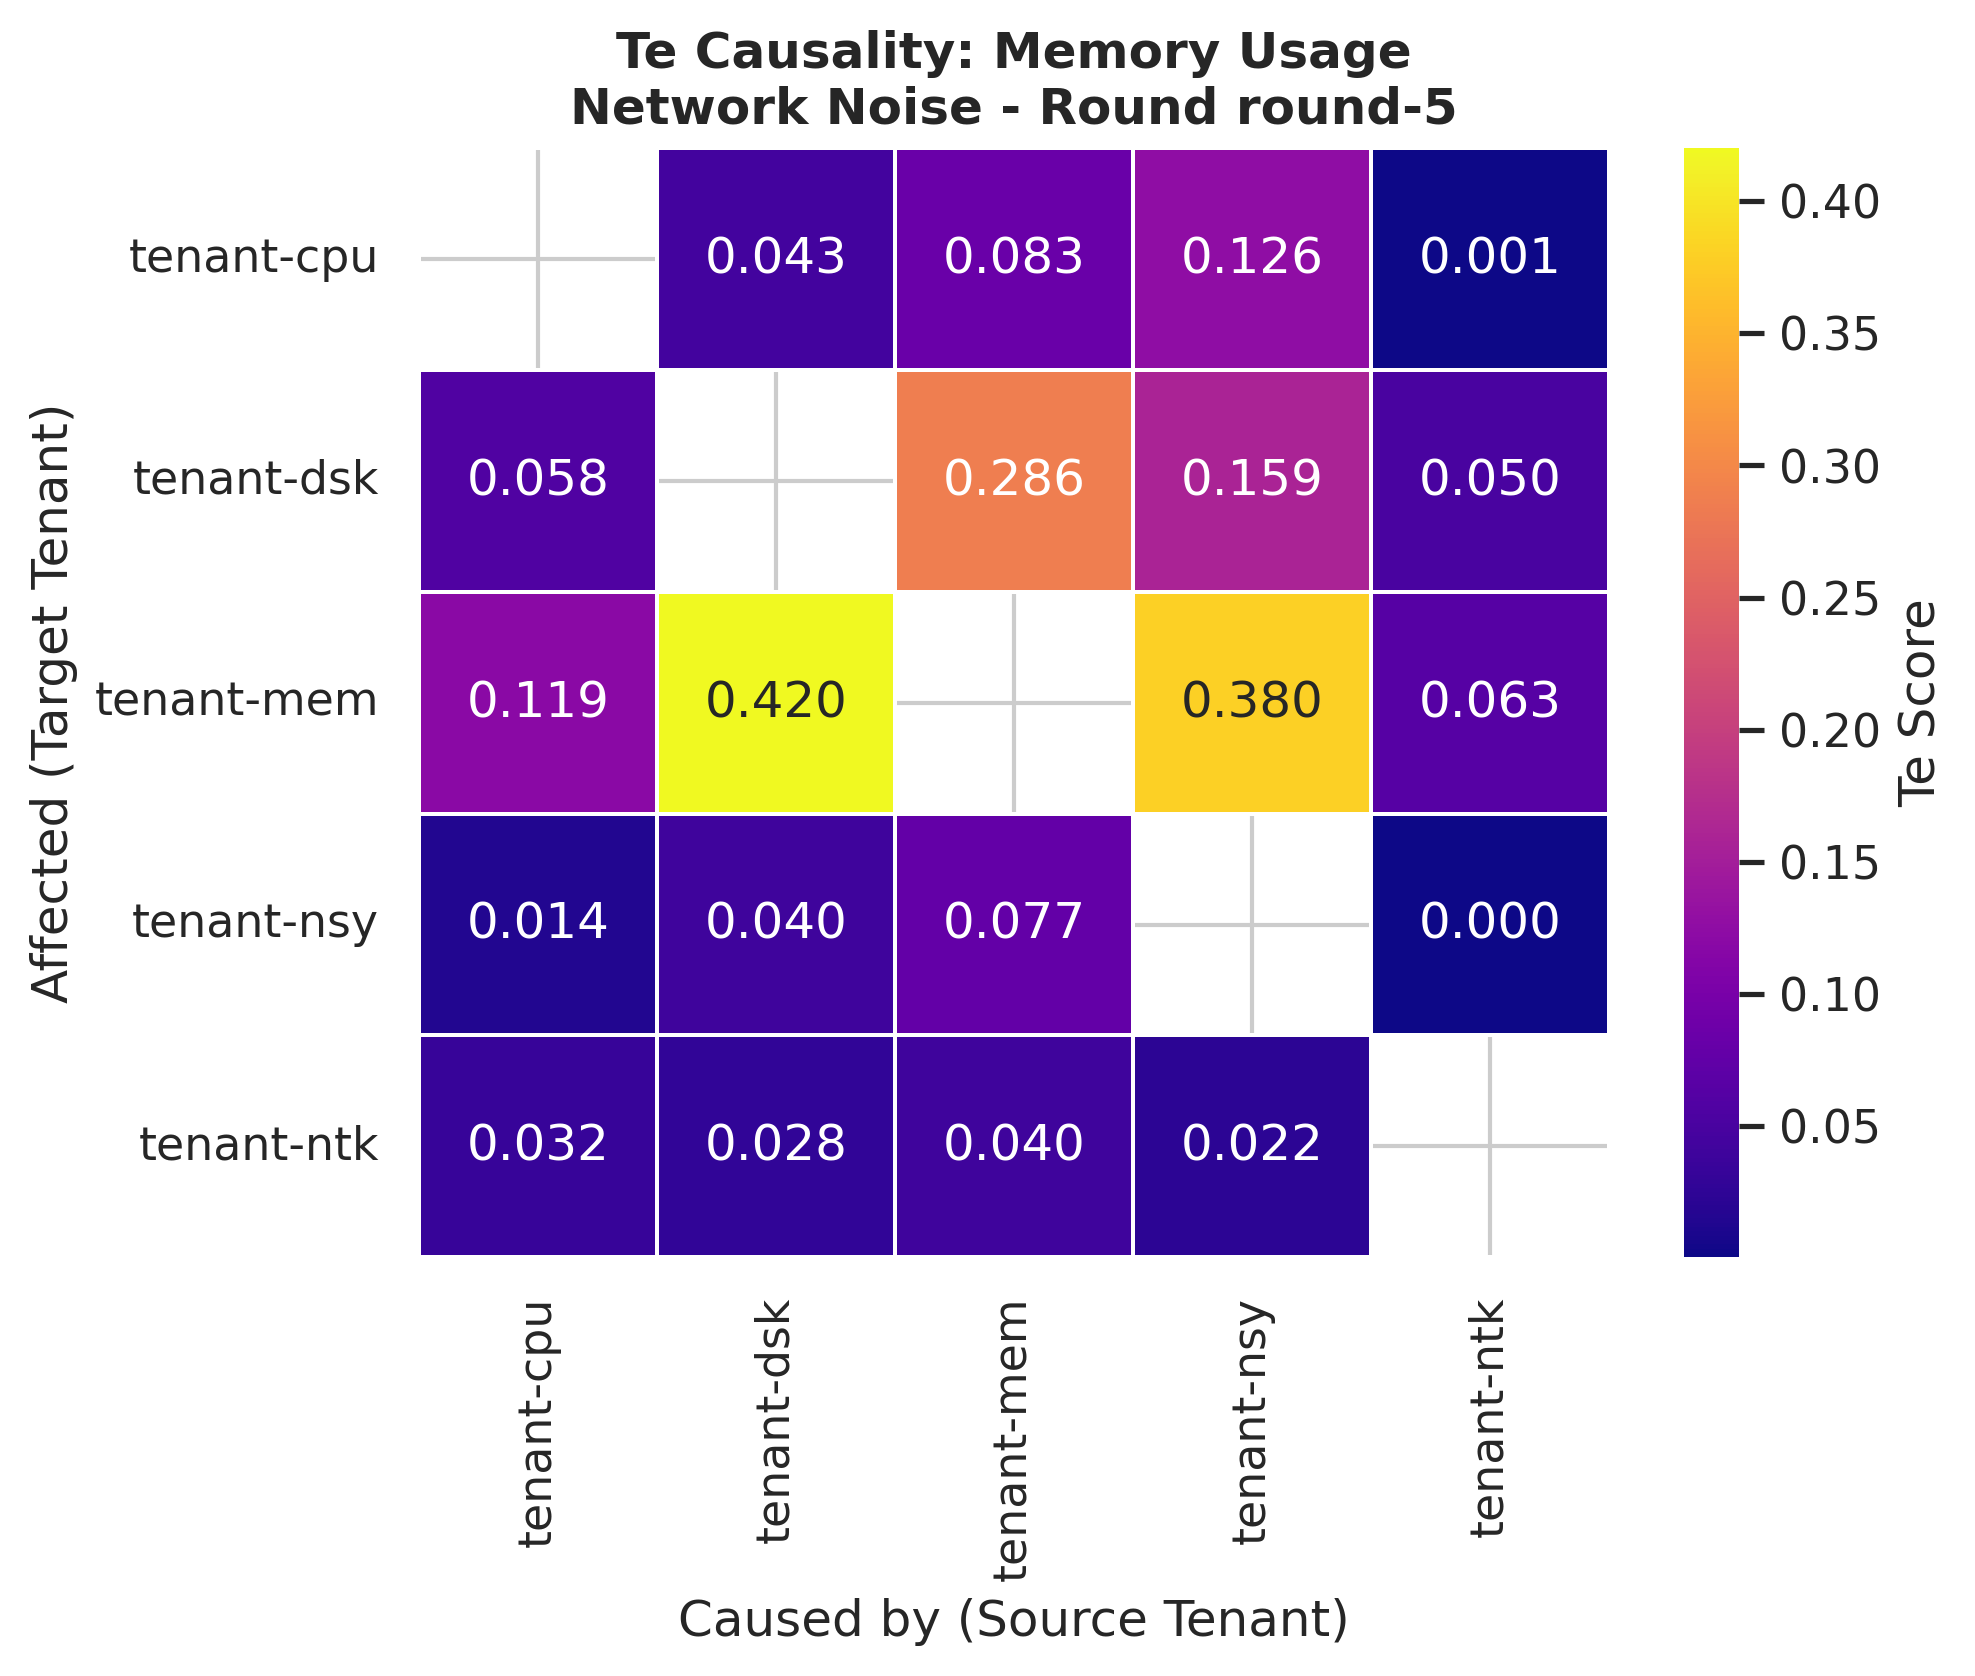 Te Causality: Memory Usage
Network Noise - Round round-5
Affected (Target Tenant)
tenant-cpu 0.043 0.083 0.126 0.001
tenant-dsk 0.058 0.286 0.159 0.050
tenant-mem 0.119 0.420 0.380 0.063
tenant-nsy 0.014 0.040 0.077 0.000
tenant-ntk 0.032 0.028 0.040 0.022
tenant-cpu
tenant-dsk
tenant-mem
tenant-nsy
tenant-ntk
Caused by (Source Tenant)
0.40
0.35
0.30
0.25
0.20
0.15
0.10
0.05
Te Score